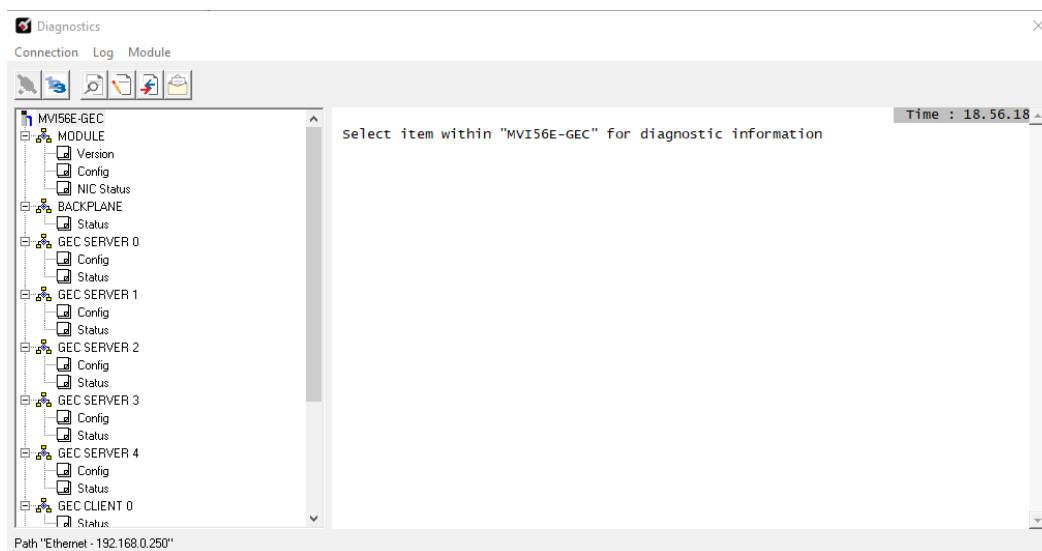 Diagnostics
Connection Log Module
MVI56E-GEC
MODULE
Version
Config
NIC Status
BACKPLANE
Status
GEC SERVER 0
Config
Status
GEC SERVER 1
Config
Status
GEC SERVER 2
Config
Status
GEC SERVER 3
Config
Status
GEC SERVER 4
Config
Status
GEC CLIENT 0
Status
Time : 18.56.18
Select item within "MVI56E-GEC" for diagnostic information
Path "Ethernet - 192.168.0.250"